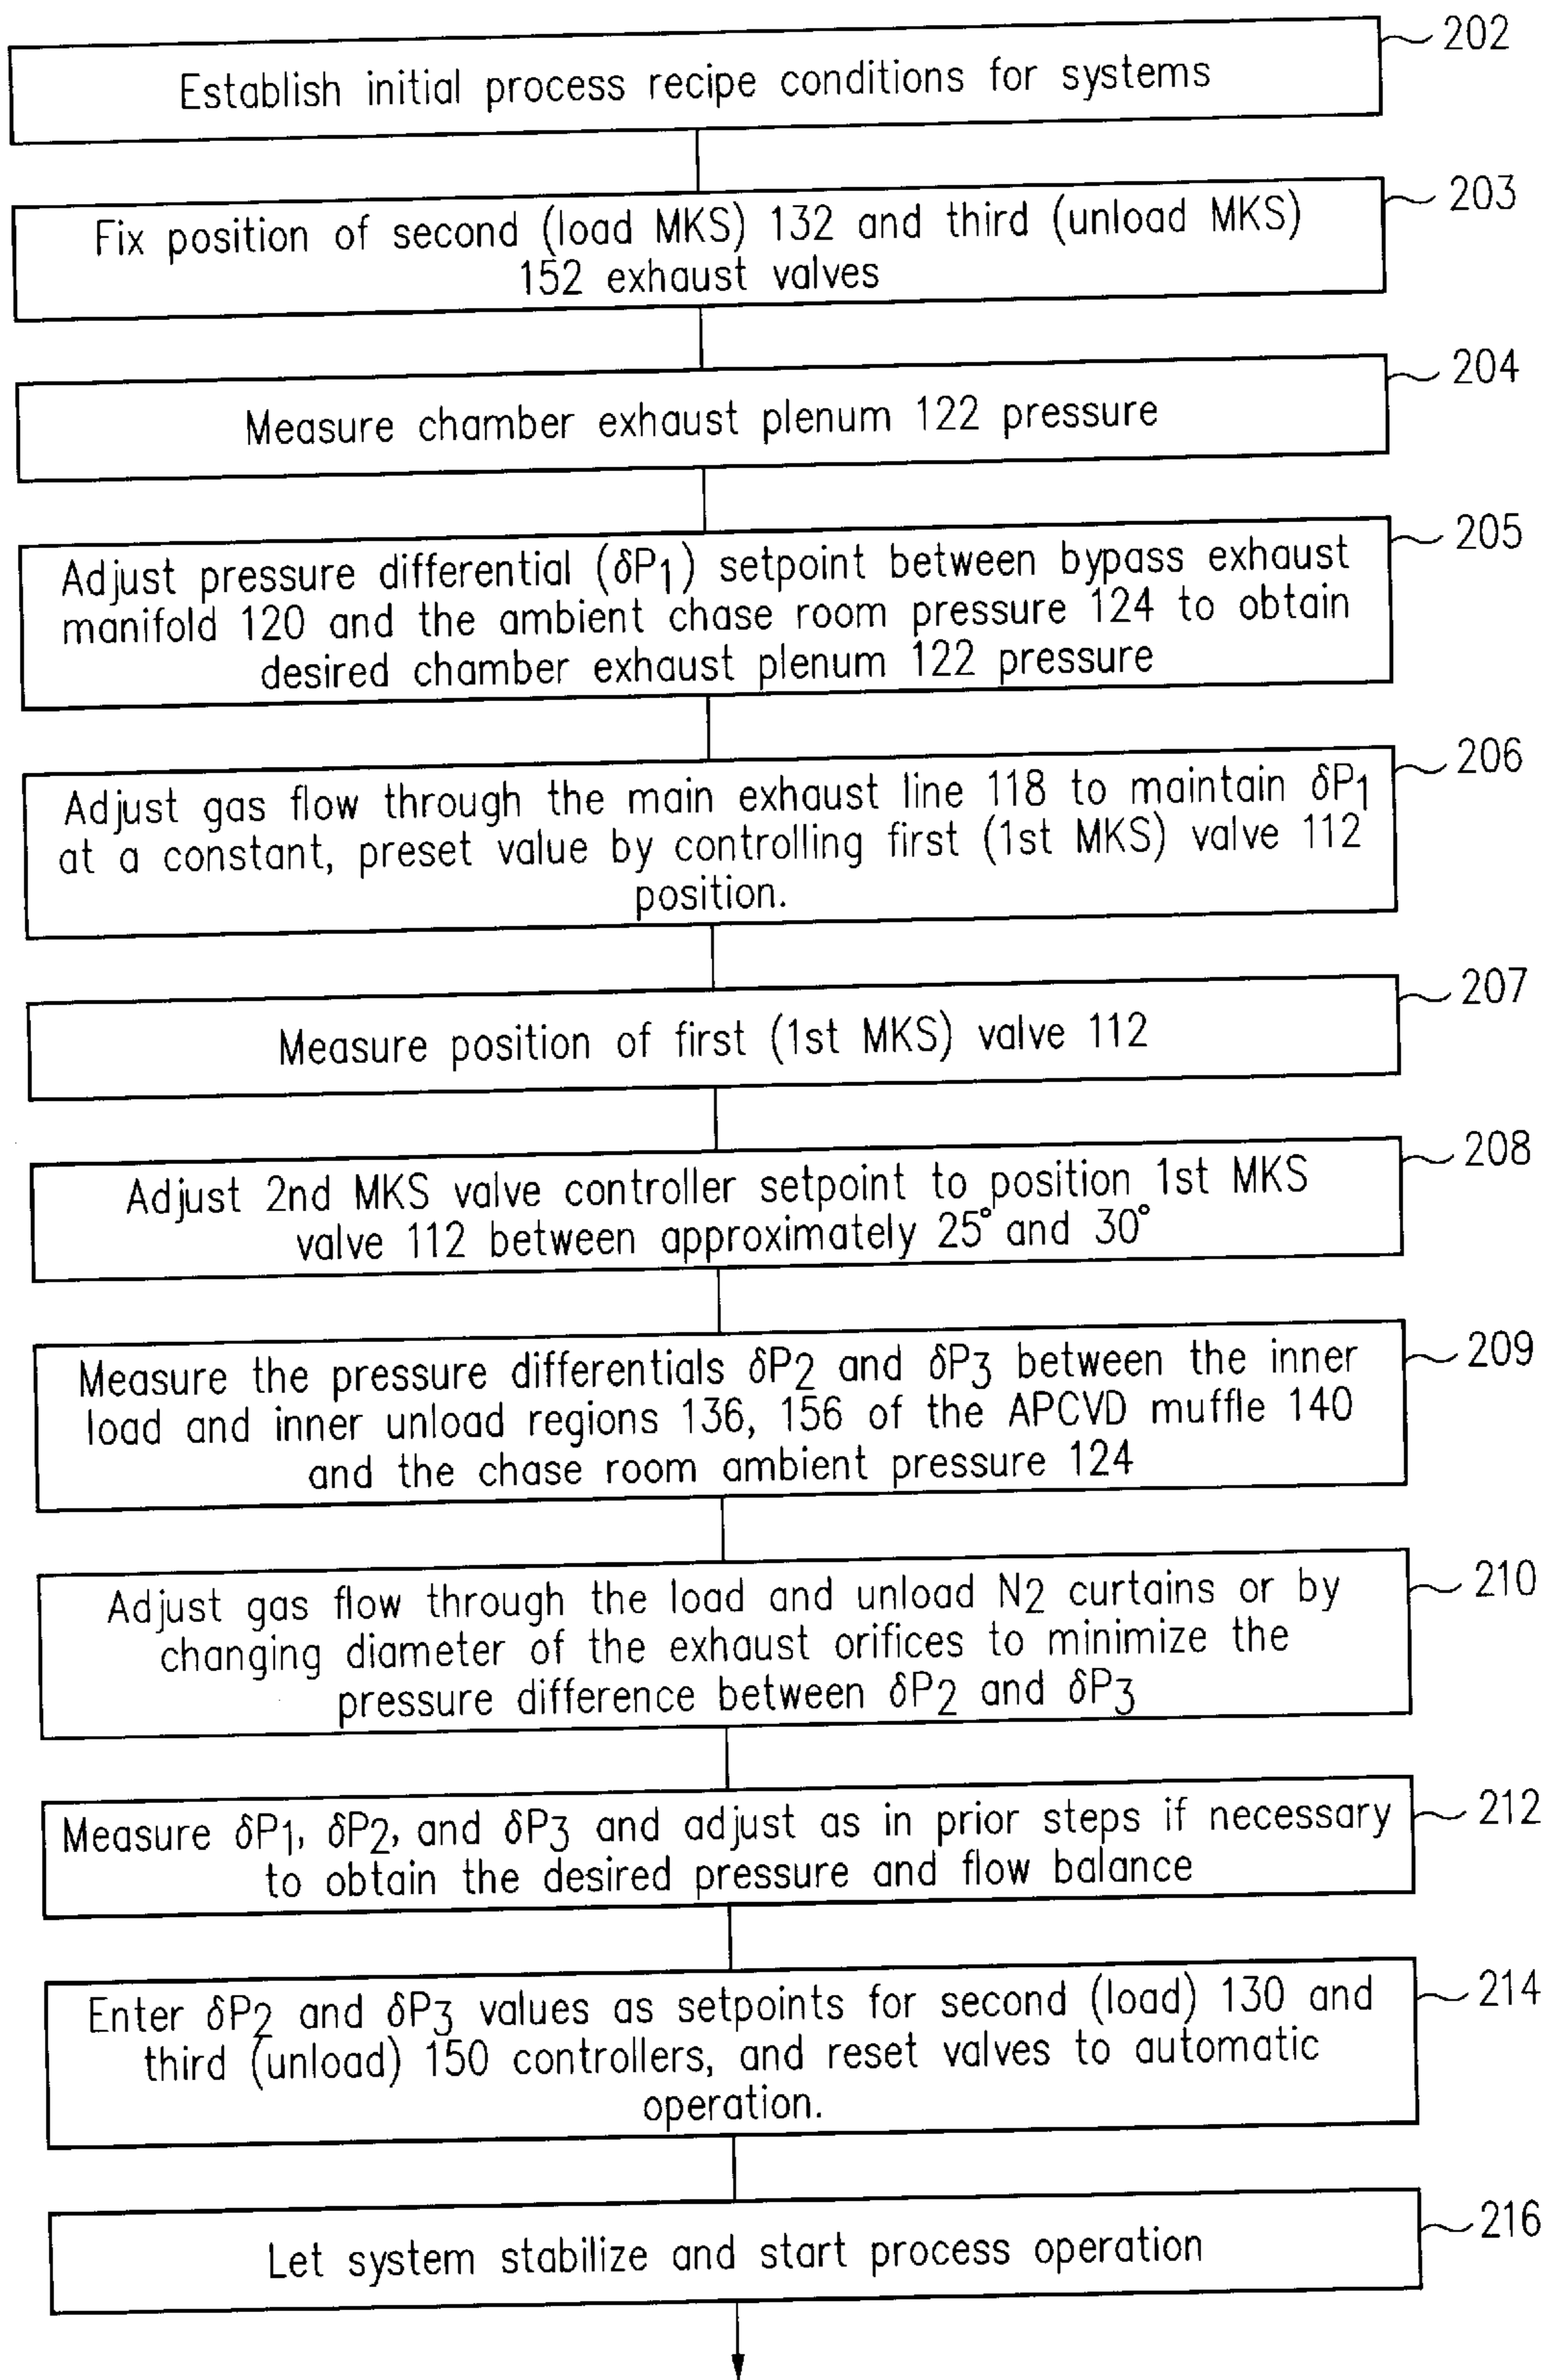 202
Establish initial process recipe conditions for systems
203
Fix position of second (load MKS) 132 and third (unload MKS)
152 exhaust valves
204
Measure chamber exhaust plenum 122 pressure
205
Adjust pressure differential (δP1) setpoint between bypass exhaust
manifold 120 and the ambient chase room pressure 124 to obtain
desired chamber exhaust plenum 122 pressure
206
Adjust gas flow through the main exhaust line 118 to maintain δP1
at a constant, preset value by controlling first (1st MKS) valve 112
position.
207
Measure position of first (1st MKS) valve 112
208
Adjust 2nd MKS valve controller setpoint to position 1st MKS
valve 112 between approximately 25° and 30°
209
Measure the pressure differentials δP2 and δP3 between the inner
load and inner unload regions 136, 156 of the APCVD muffle 140
and the chase room ambient pressure 124
210
Adjust gas flow through the load and unload N2 curtains or by
changing diameter of the exhaust orifices to minimize the
pressure difference between δP2 and δP3
212
Measure δP1, δP2, and δP3 and adjust as in prior steps if necessary
to obtain the desired pressure and flow balance
214
Enter δP2 and δP3 values as setpoints for second (load) 130 and
third (unload) 150 controllers, and reset valves to automatic
operation.
216
Let system stabilize and start process operation